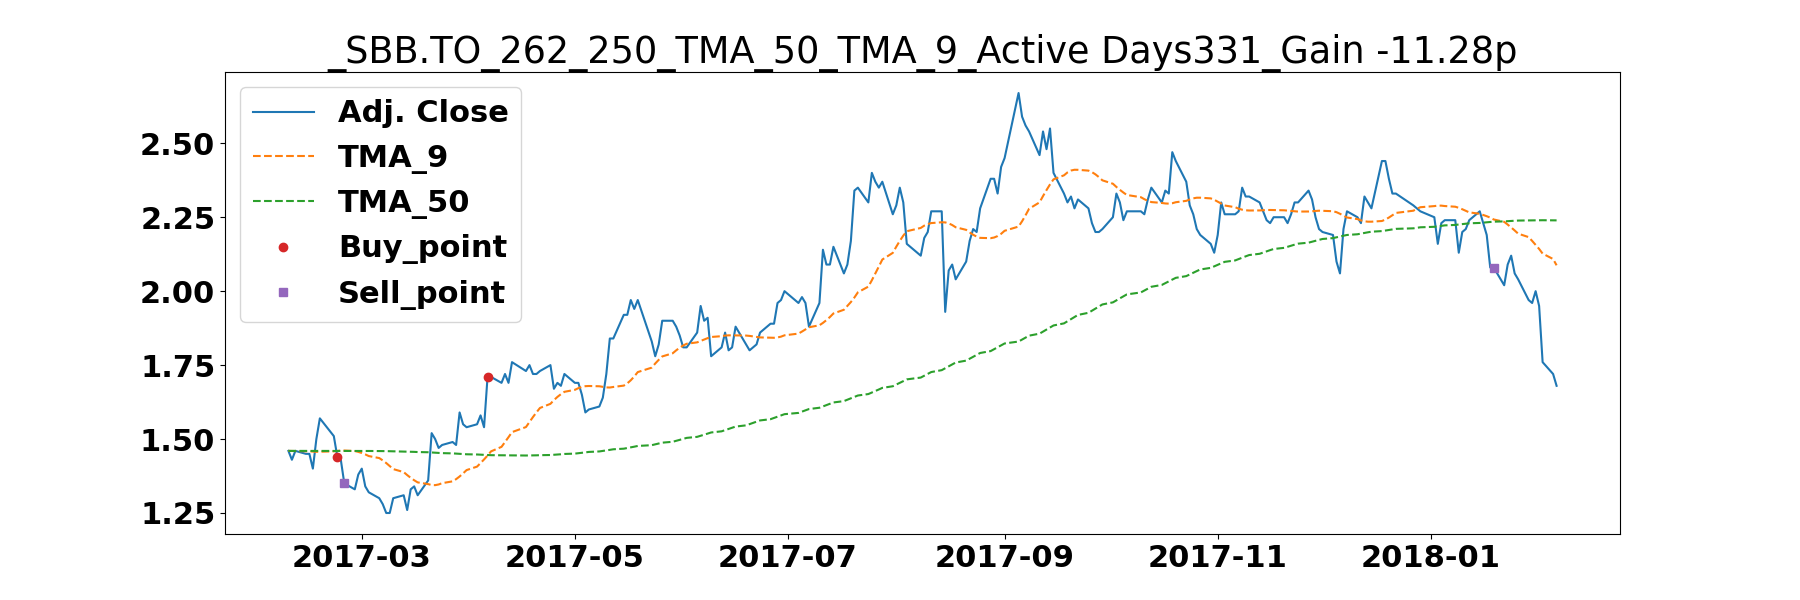 _SBB.TO_262_250_TMA_50_TMA_9_Active Days331_Gain -11.28p
Adj. Close
TMA_9
TMA_50
Buy_point
Sell_point
2.50
2.25
2.00
1.75
1.50
1.25
2017-03 2017-05 2017-07 2017-09 2017-11 2018-01